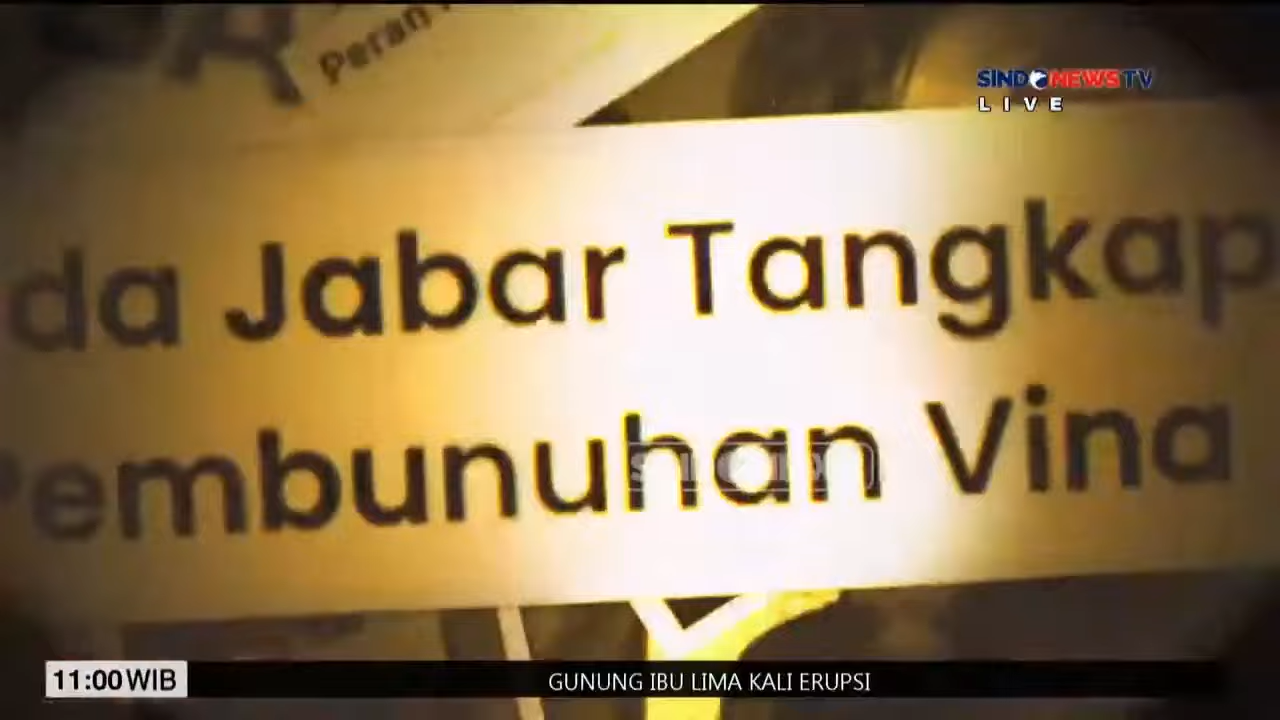 Peran
SINDONEWS TV
LIVE
da Jabar Tangkap
Pembunuhan Vina
11:00 WIB
GUNUNG IBU LIMA KALI ERUPSI